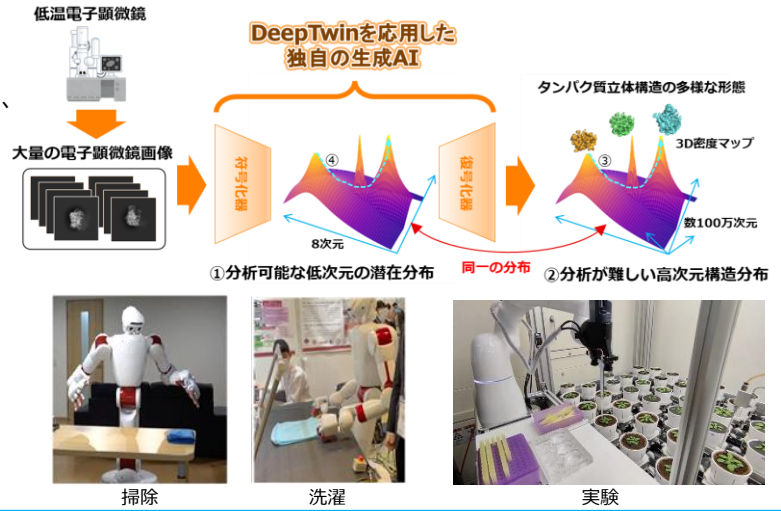 低温電子顕微鏡
、
大量の電子顕微鏡画像
DeepTwinを応用した
独自の生成AI
符号化器
④
8次元
①分析可能な低次元の潜在分布
復号化器
同一の分布
タンパク質立体構造の多様な形態
3D密度マップ
③
数100万次元
②分析が難しい高次元構造分布
掃除
洗濯
実験